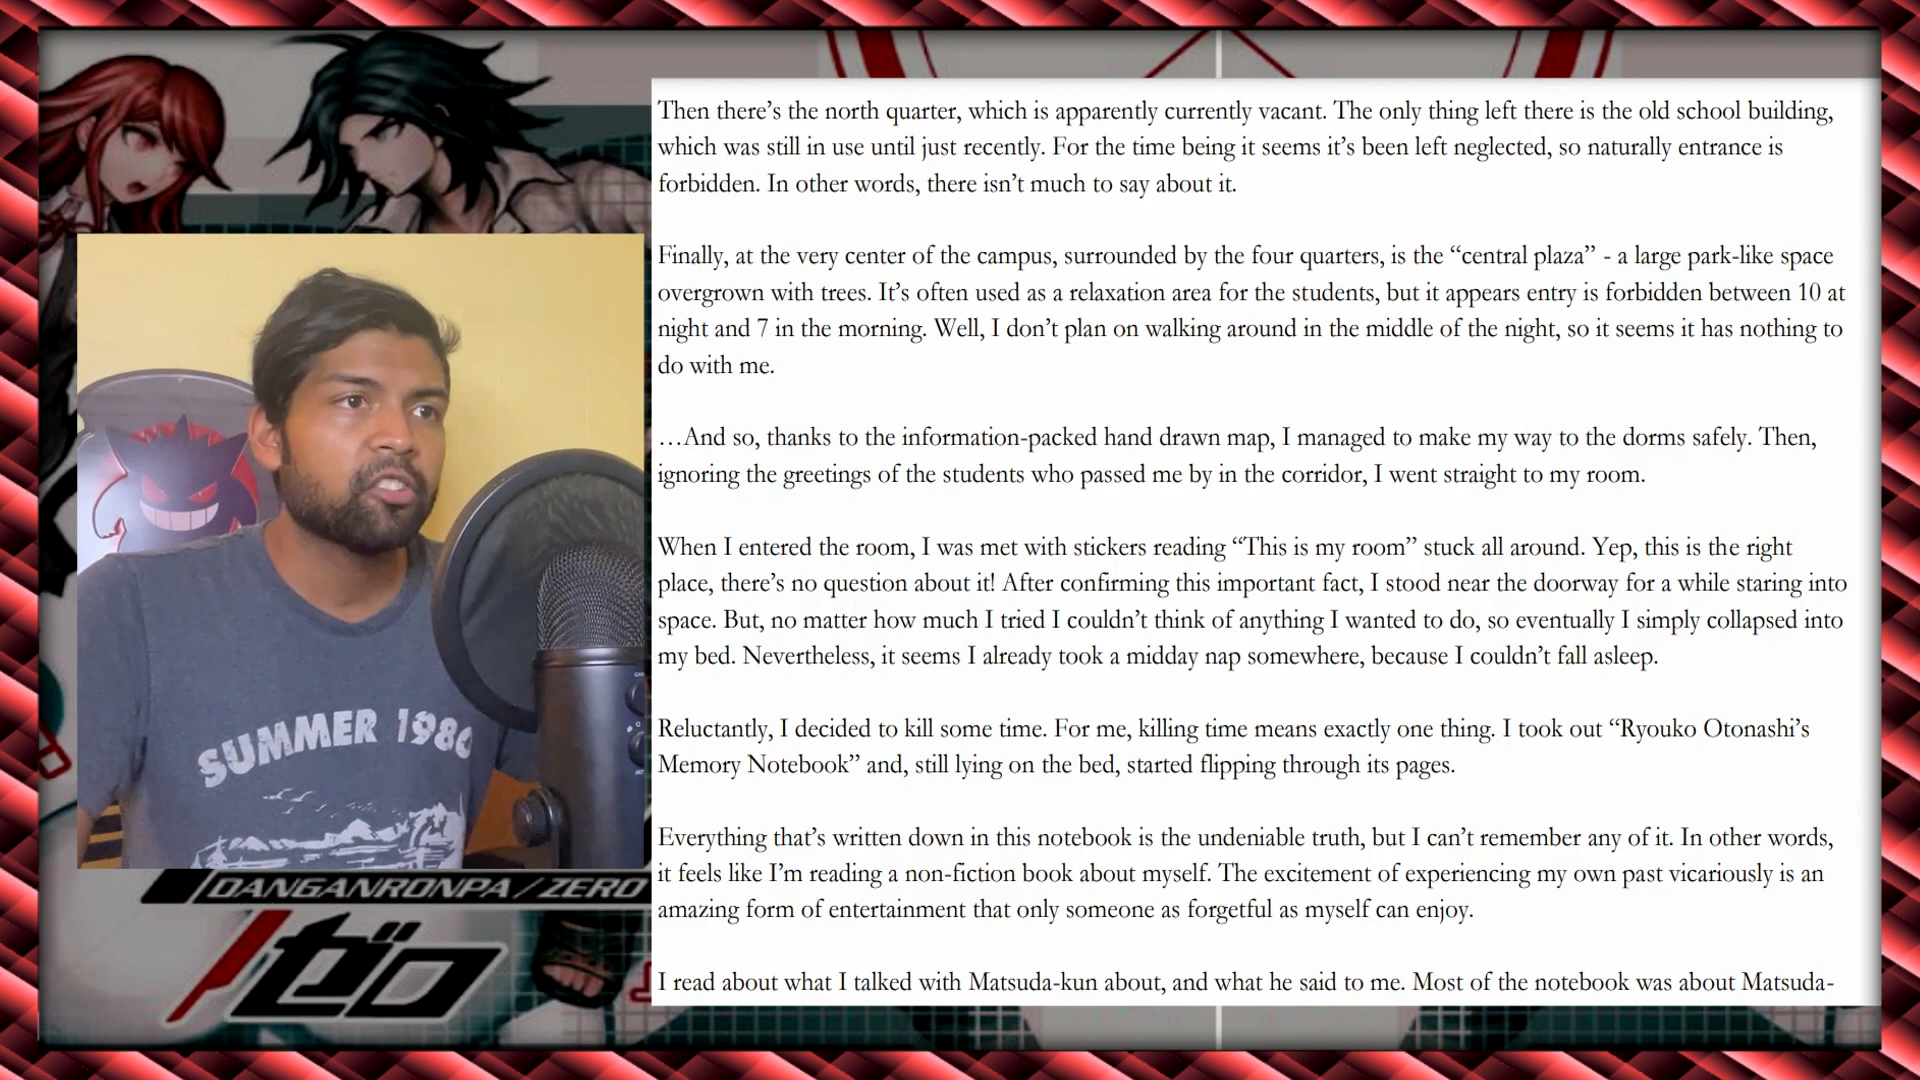 Then there’s the north quarter, which is apparently currently vacant. The only thing left there is the old school building,
which was still in use until just recently. For the time being it seems it’s been left neglected, so naturally entrance is
forbidden. In other words, there isn’t much to say about it.
Finally, at the very center of the campus, surrounded by the four quarters, is the “central plaza” - a large park-like space
overgrown with trees. It’s often used as a relaxation area for the students, but it appears entry is forbidden between 10 at
night and 7 in the morning. Well, I don’t plan on walking around in the middle of the night, so it seems it has nothing to
do with me.
…And so, thanks to the information-packed hand drawn map, I managed to make my way to the dorms safely. Then,
ignoring the greetings of the students who passed me by in the corridor, I went straight to my room.
When I entered the room, I was met with stickers reading “This is my room” stuck all around. Yep, this is the right
place, there’s no question about it! After confirming this important fact, I stood near the doorway for a while staring into
space. But, no matter how much I tried I couldn’t think of anything I wanted to do, so eventually I simply collapsed into
my bed. Nevertheless, it seems I already took a midday nap somewhere, because I couldn’t fall asleep.
Reluctantly, I decided to kill some time. For me, killing time means exactly one thing. I took out “Ryouko Otonashi’s
Memory Notebook” and, still lying on the bed, started flipping through its pages.
Everything that’s written down in this notebook is the undeniable truth, but I can’t remember any of it. In other words,
it feels like I’m reading a non-fiction book about myself. The excitement of experiencing my own past vicariously is an
amazing form of entertainment that only someone as forgetful as myself can enjoy.
I read about what I talked with Matsuda-kun about, and what he said to me. Most of the notebook was about Matsuda-
SUMMER 1986
DANGANRONPA/ZERO
/ゼロ